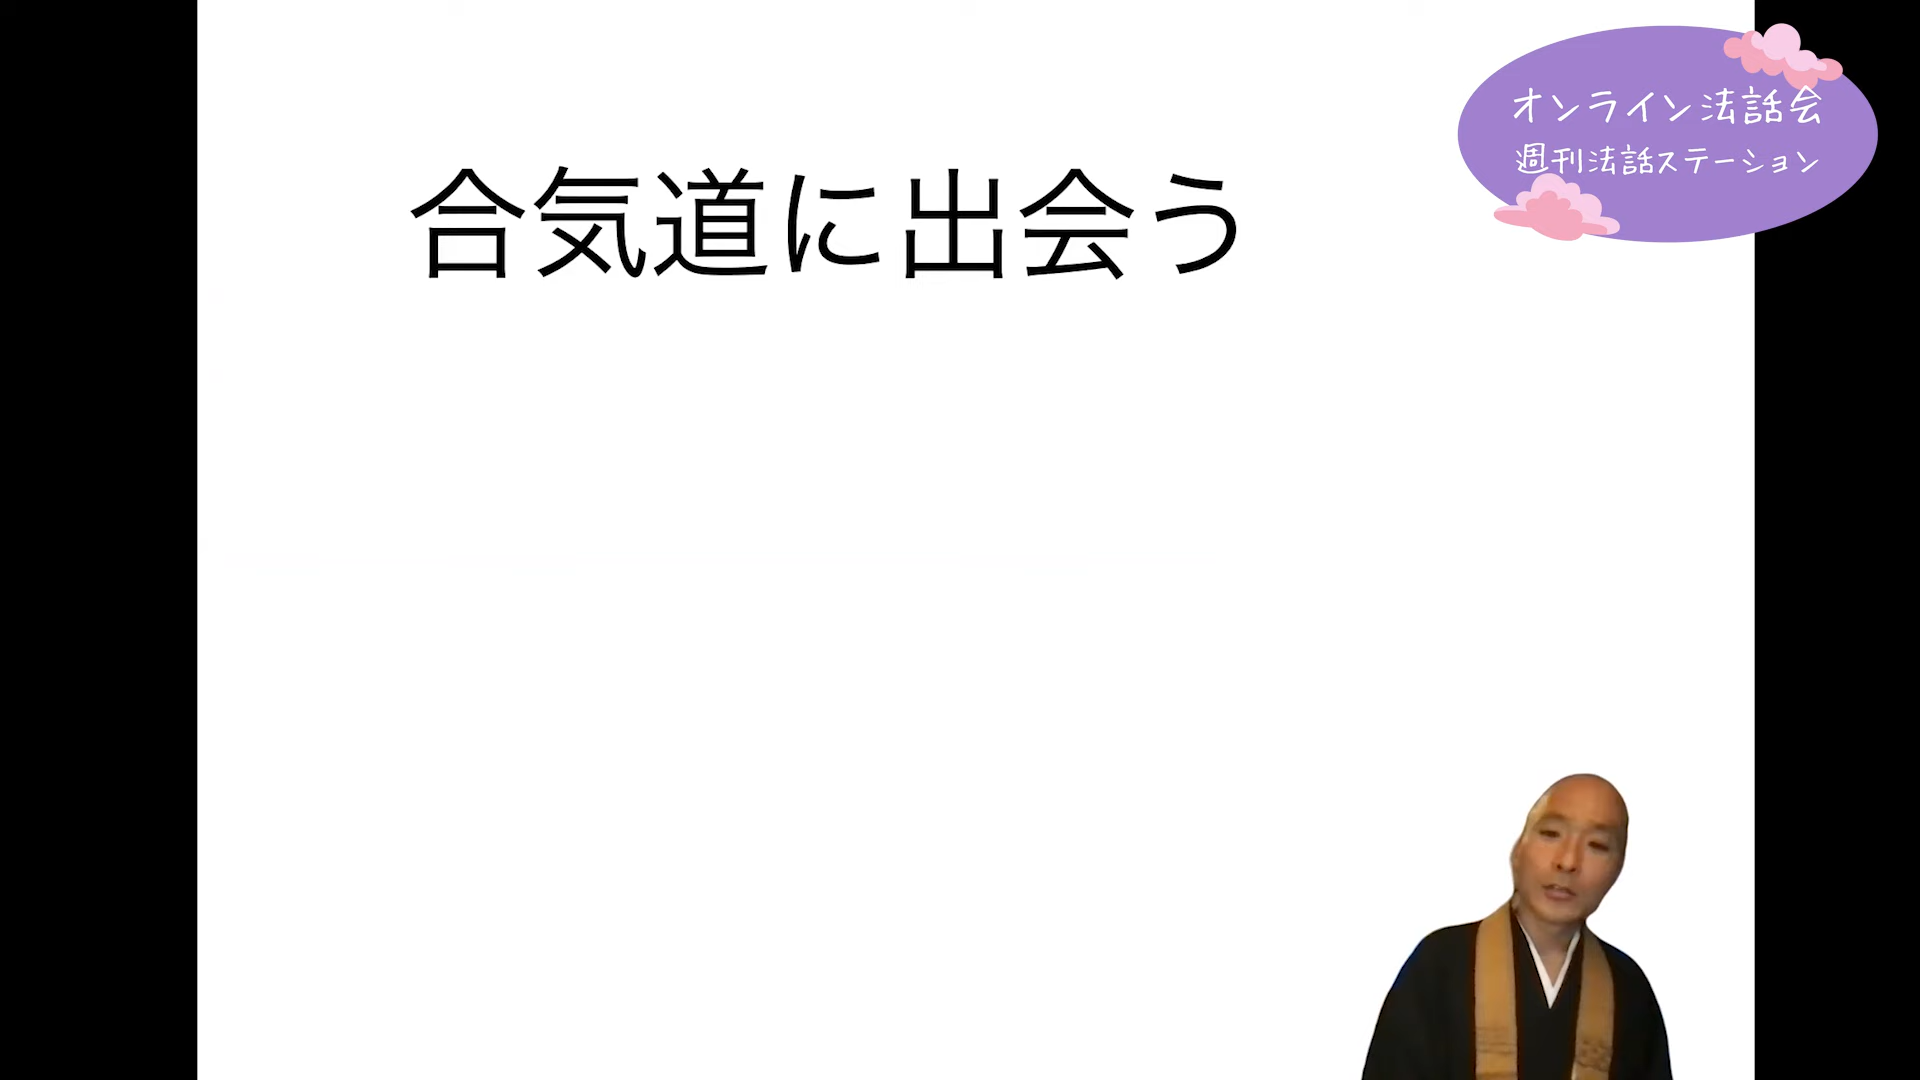 合気道に出会う
オンライン法話会
週刊法話ステーション